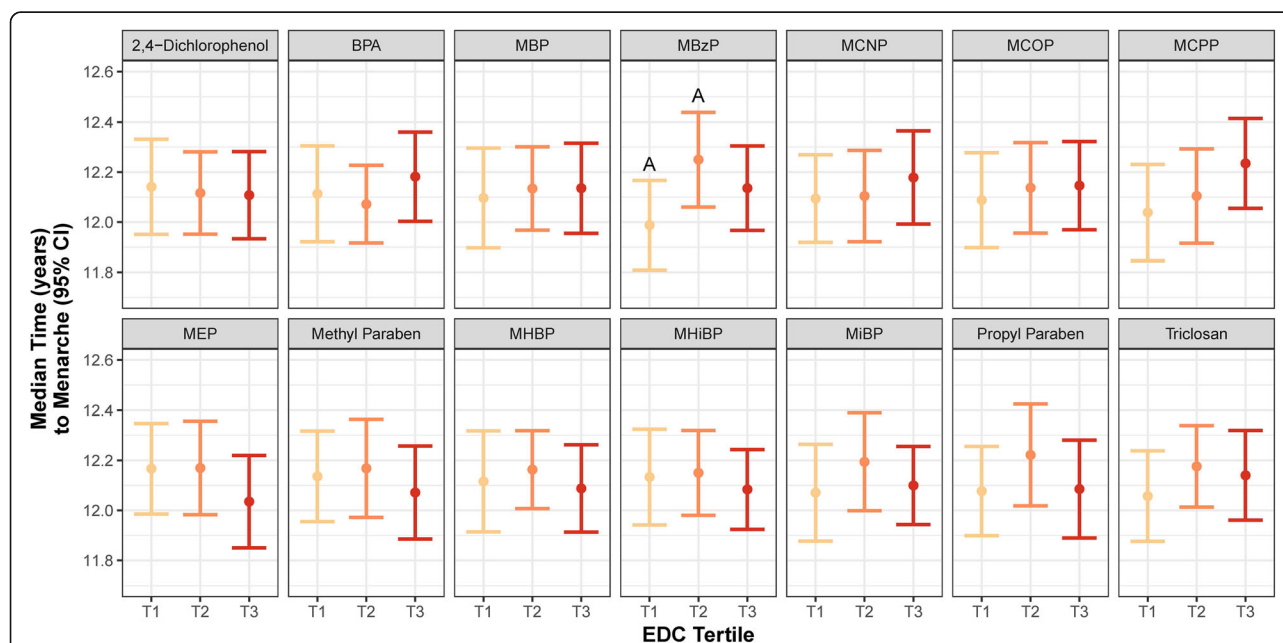 2,4−Dichlorophenol BPA MBP MBzP MCNP MCOP MCPP
12.6
12.4
12.2
12.0
11.8
A
A
MEP Methyl Paraben MHBP MHiBP MiBP Propyl Paraben Triclosan
12.6
12.4
12.2
12.0
11.8
T1 T2 T3 T1 T2 T3 T1 T2 T3 T1 T2 T3 T1 T2 T3 T1 T2 T3 T1 T2 T3
Median Time (years)
to Menarche (95% CI)
EDC Tertile